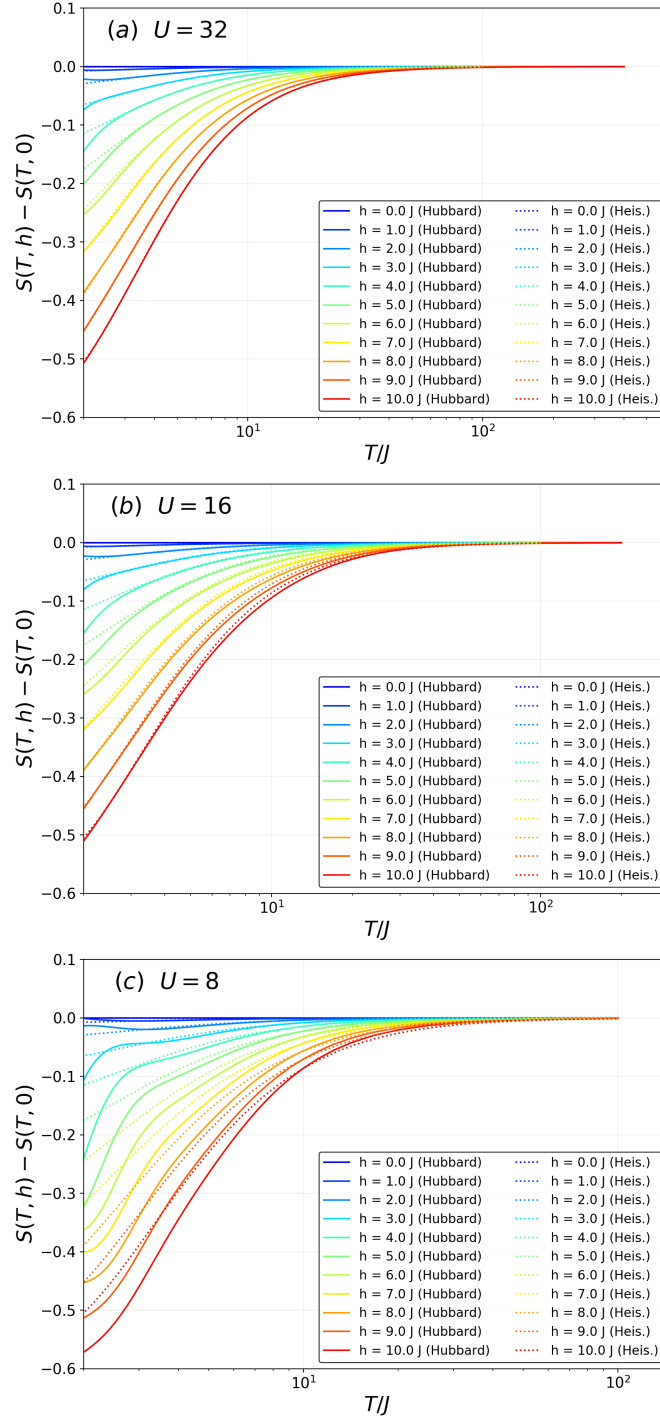 (a) U = 32
0.1
0.0
−0.1
−0.2
−0.3
−0.4
−0.5
−0.6
S(T, h) − S(T, 0)
h = 0.0 J (Hubbard) h = 0.0 J (Heis.)
h = 1.0 J (Hubbard) h = 1.0 J (Heis.)
h = 2.0 J (Hubbard) h = 2.0 J (Heis.)
h = 3.0 J (Hubbard) h = 3.0 J (Heis.)
h = 4.0 J (Hubbard) h = 4.0 J (Heis.)
h = 5.0 J (Hubbard) h = 5.0 J (Heis.)
h = 6.0 J (Hubbard) h = 6.0 J (Heis.)
h = 7.0 J (Hubbard) h = 7.0 J (Heis.)
h = 8.0 J (Hubbard) h = 8.0 J (Heis.)
h = 9.0 J (Hubbard) h = 9.0 J (Heis.)
h = 10.0 J (Hubbard) h = 10.0 J (Heis.)
10¹ 10²
T/J
(b) U = 16
0.1
0.0
−0.1
−0.2
−0.3
−0.4
−0.5
−0.6
S(T, h) − S(T, 0)
h = 0.0 J (Hubbard) h = 0.0 J (Heis.)
h = 1.0 J (Hubbard) h = 1.0 J (Heis.)
h = 2.0 J (Hubbard) h = 2.0 J (Heis.)
h = 3.0 J (Hubbard) h = 3.0 J (Heis.)
h = 4.0 J (Hubbard) h = 4.0 J (Heis.)
h = 5.0 J (Hubbard) h = 5.0 J (Heis.)
h = 6.0 J (Hubbard) h = 6.0 J (Heis.)
h = 7.0 J (Hubbard) h = 7.0 J (Heis.)
h = 8.0 J (Hubbard) h = 8.0 J (Heis.)
h = 9.0 J (Hubbard) h = 9.0 J (Heis.)
h = 10.0 J (Hubbard) h = 10.0 J (Heis.)
10¹ 10²
T/J
(c) U = 8
0.1
0.0
−0.1
−0.2
−0.3
−0.4
−0.5
−0.6
S(T, h) − S(T, 0)
h = 0.0 J (Hubbard) h = 0.0 J (Heis.)
h = 1.0 J (Hubbard) h = 1.0 J (Heis.)
h = 2.0 J (Hubbard) h = 2.0 J (Heis.)
h = 3.0 J (Hubbard) h = 3.0 J (Heis.)
h = 4.0 J (Hubbard) h = 4.0 J (Heis.)
h = 5.0 J (Hubbard) h = 5.0 J (Heis.)
h = 6.0 J (Hubbard) h = 6.0 J (Heis.)
h = 7.0 J (Hubbard) h = 7.0 J (Heis.)
h = 8.0 J (Hubbard) h = 8.0 J (Heis.)
h = 9.0 J (Hubbard) h = 9.0 J (Heis.)
h = 10.0 J (Hubbard) h = 10.0 J (Heis.)
10¹ 10²
T/J